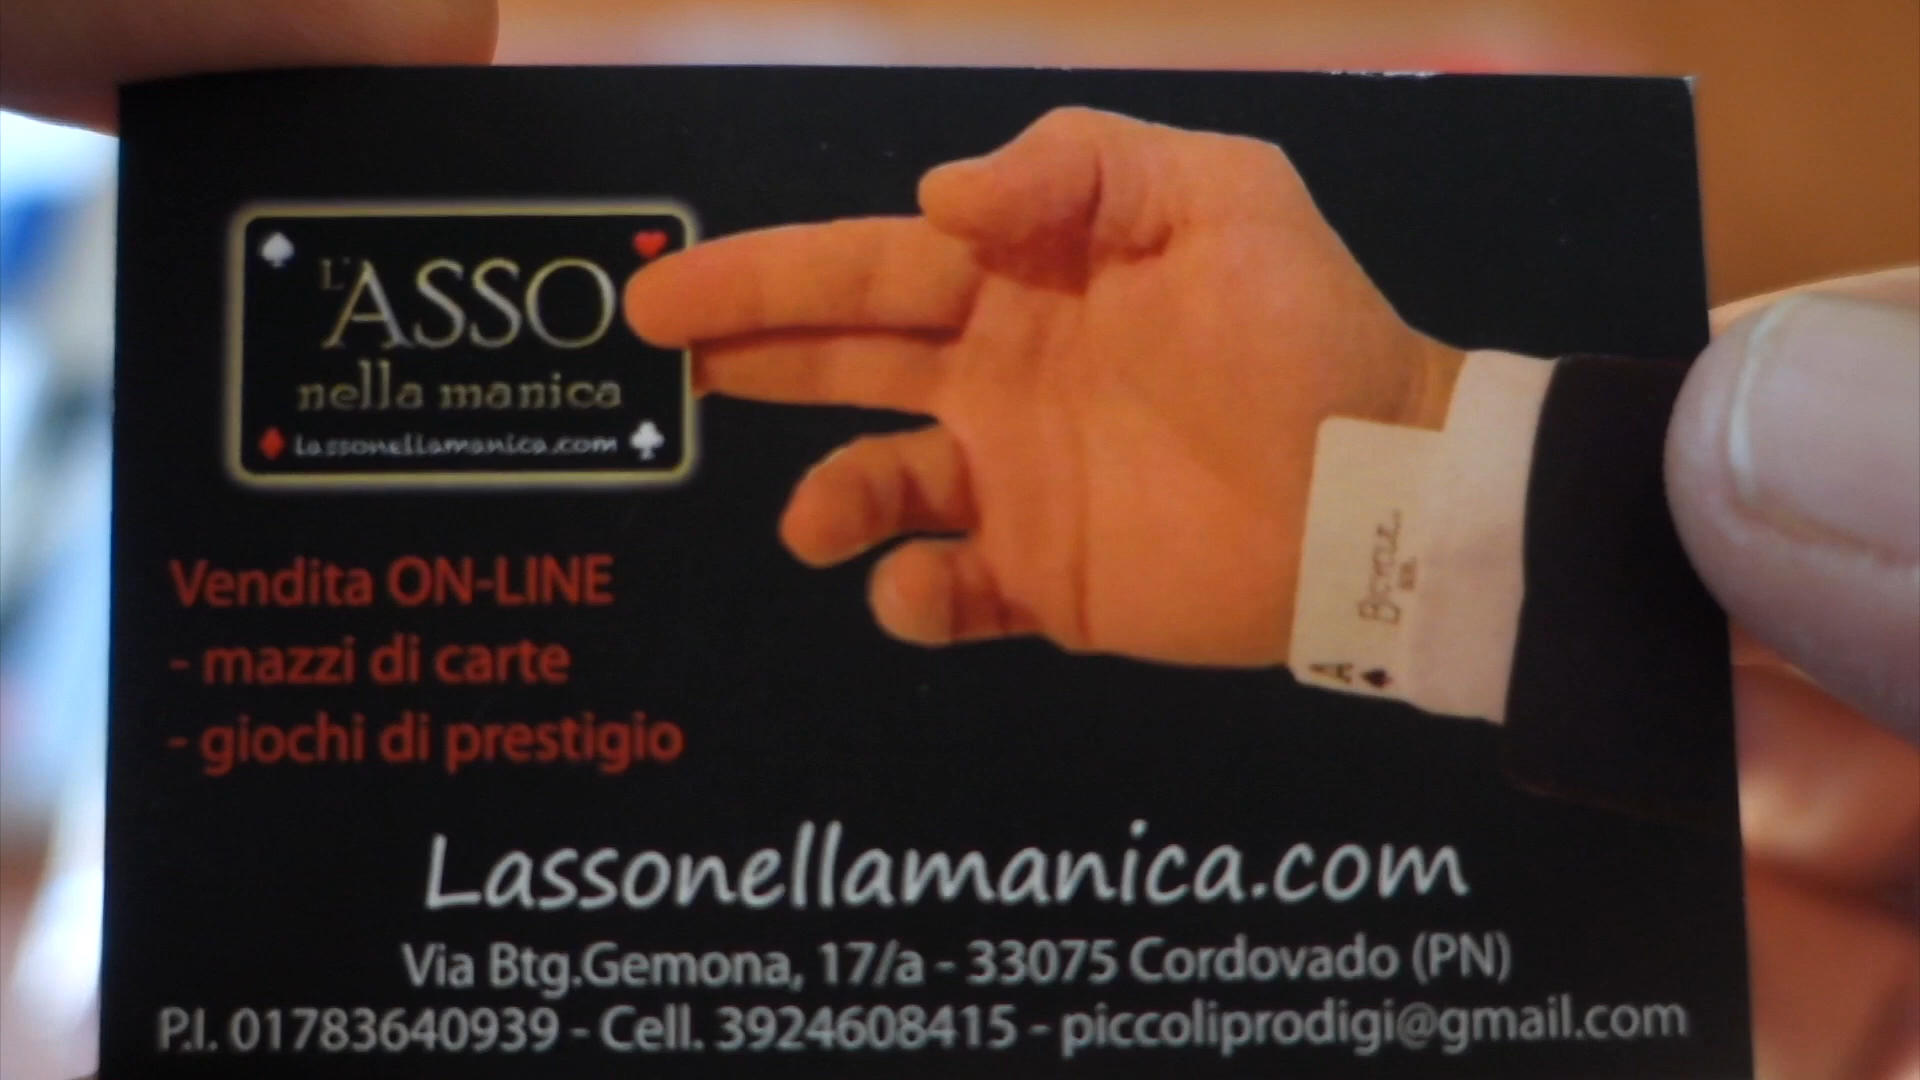 L'ASSO
nella manica
lassonellamanica.com
Vendita ON-LINE
- mazzi di carte
- giochi di prestigio
A
Lassonellamanica.com
Via Btg.Gemona, 17/a - 33075 Cordovado (PN)
P.I. 01783640939 - Cell. 3924608415 - piccoliprodigi@gmail.com